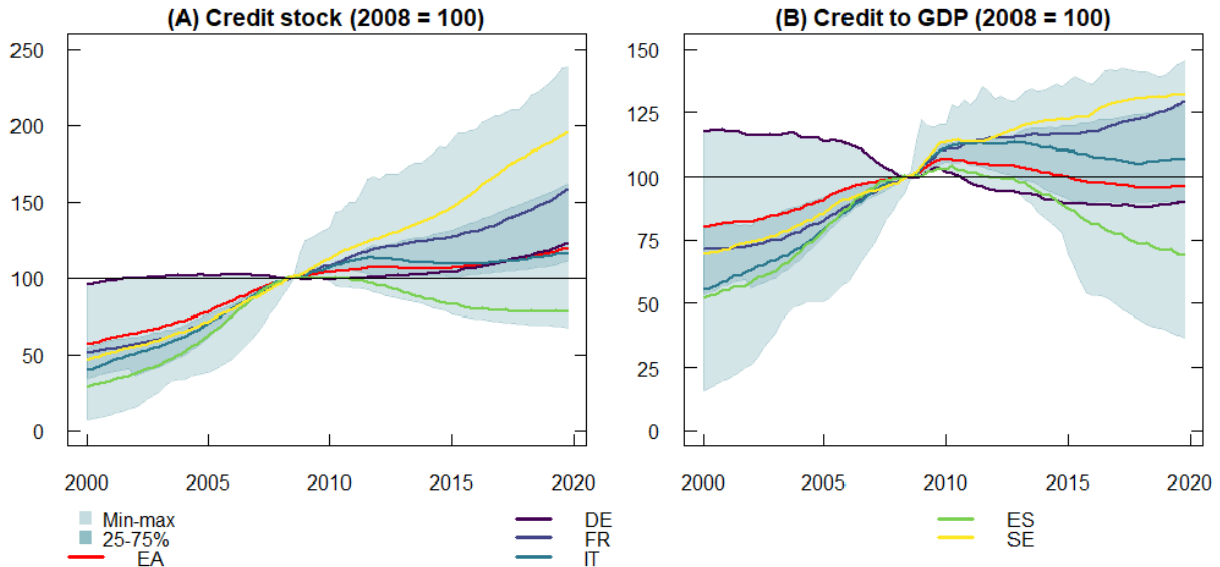 (A) Credit stock (2008 = 100)
250
200
150
100
50
0
2000 2005 2010 2015 2020
(B) Credit to GDP (2008 = 100)
150
125
100
75
50
25
0
2000 2005 2010 2015 2020
Min-max
25-75%
EA
DE
FR
IT
ES
SE